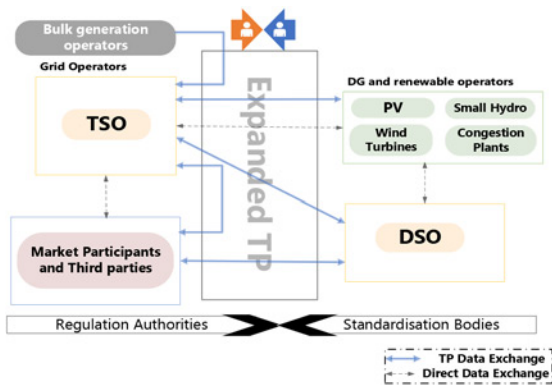 Bulk generation
operators
Grid Operators
TSO
Expanded TP
DG and renewable operators
PV
Small Hydro
Wind
Turbines
Congestion
Plants
Market Participants
and Third parties
DSO
Regulation Authorities
Standardisation Bodies
TP Data Exchange
Direct Data Exchange